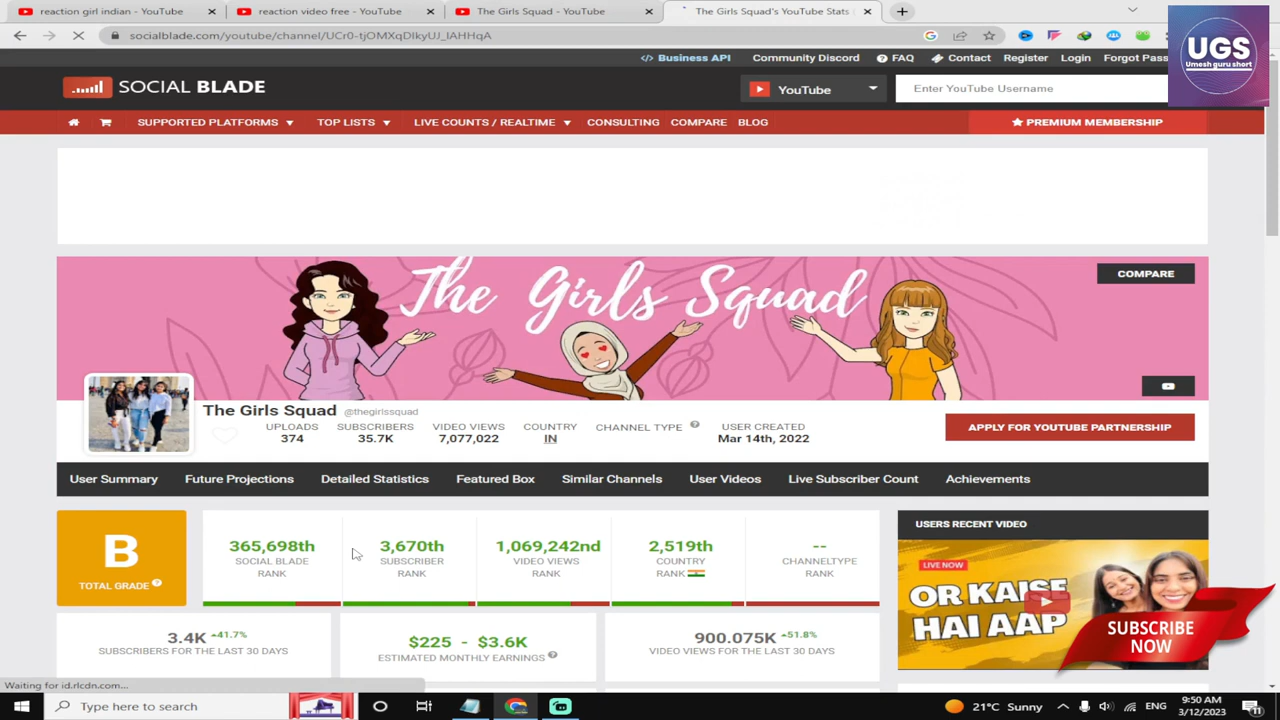 reaction girl indian - YouTube
reaction video free - YouTube
The Girls Squad - YouTube
The Girls Squad's YouTube Stats
socialblade.com/youtube/channel/UCr0-tjOMXqDIkyUJ_IAHHqA
UGS
Umesh guru short
Business API
Community Discord
FAQ
Contact
Register
Login
Forgot Pass
SOCIAL BLADE
YouTube
Enter YouTube Username
SUPPORTED PLATFORMS
TOP LISTS
LIVE COUNTS / REALTIME
CONSULTING
COMPARE
BLOG
PREMIUM MEMBERSHIP
The Girls Squad
COMPARE
The Girls Squad @thegirlssquad
UPLOADS
374
SUBSCRIBERS
35.7K
VIDEO VIEWS
7,077,022
COUNTRY
IN
CHANNEL TYPE
USER CREATED
Mar 14th, 2022
APPLY FOR YOUTUBE PARTNERSHIP
User Summary
Future Projections
Detailed Statistics
Featured Box
Similar Channels
User Videos
Live Subscriber Count
Achievements
B
TOTAL GRADE
365,698th
SOCIAL BLADE
RANK
3,670th
SUBSCRIBER
RANK
1,069,242nd
VIDEO VIEWS
RANK
2,519th
COUNTRY
RANK
--
CHANNELTYPE
RANK
USERS RECENT VIDEO
LIVE NOW
OR KAISE
HAI AAP
SUBSCRIBE
NOW
3.4K +41.7%
SUBSCRIBERS FOR THE LAST 30 DAYS
$225 - $3.6K
ESTIMATED MONTHLY EARNINGS
900.075K +51.8%
VIDEO VIEWS FOR THE LAST 30 DAYS
Waiting for id.rlcdn.com...
Type here to search
21°C Sunny
ENG
9:50 AM
3/12/2023